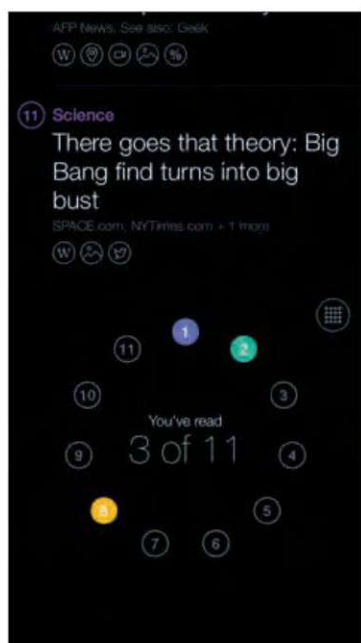 AFP News, See also: Geek
W %
11 Science
There goes that theory: Big
Bang find turns into big
bust
SPACE.com, NYTimes.com + 1 more
W
1
11
2
10
3
You've read
3 of 11
9
4
8
5
7
6